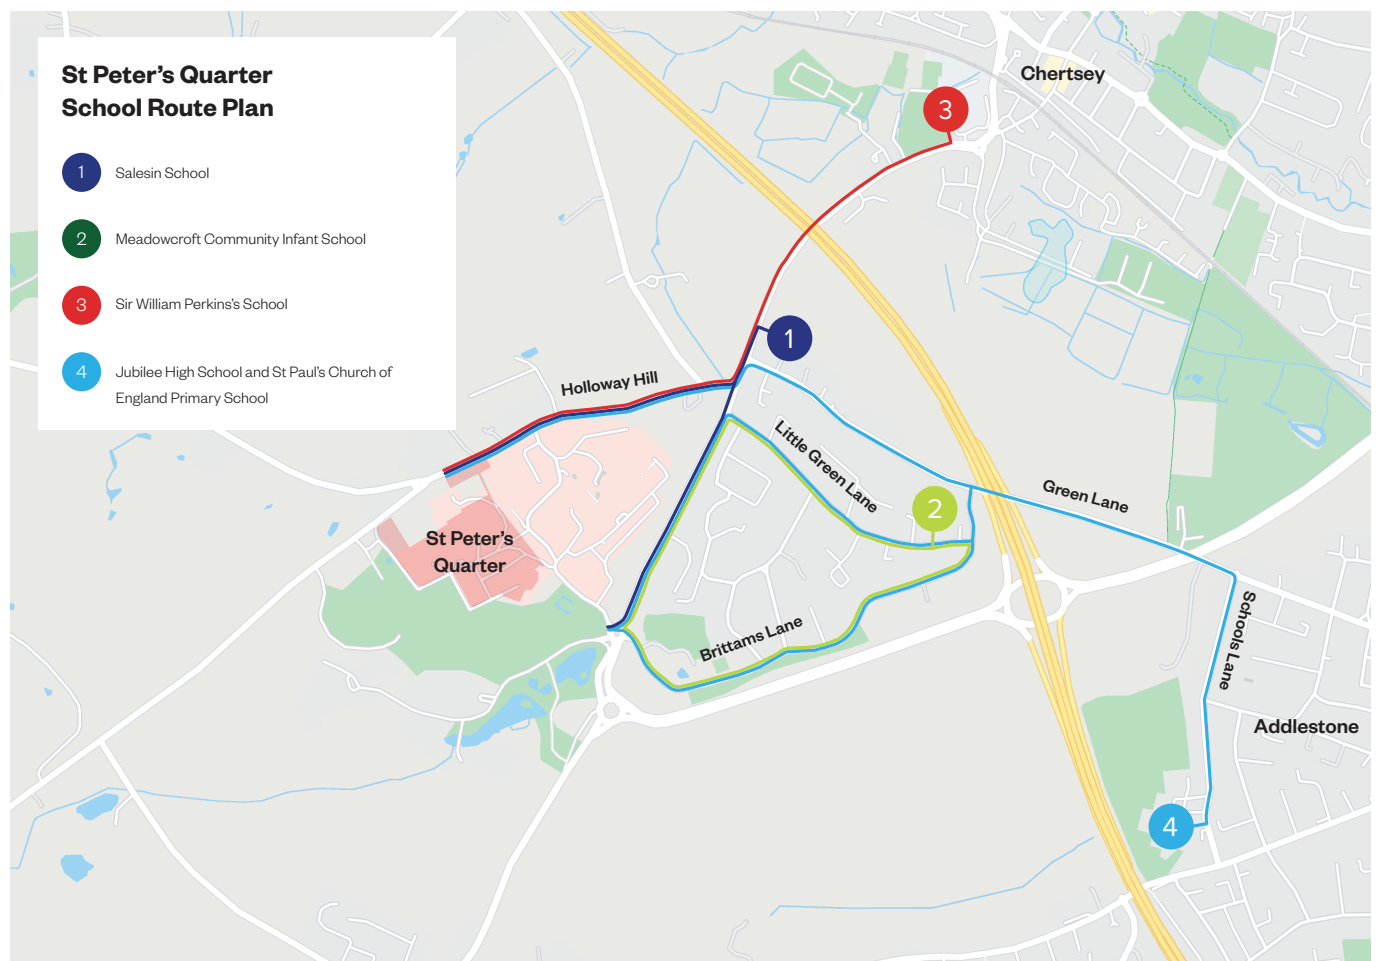 St Peter’s Quarter
School Route Plan
1 Salesin School
2 Meadowcroft Community Infant School
3 Sir William Perkins’s School
4 Jubilee High School and St Paul’s Church of
England Primary School
Chertsey
3
1
Holloway Hill
Little Green Lane
2
Green Lane
St Peter’s
Quarter
Brittams Lane
Schools Lane
Addlestone
4